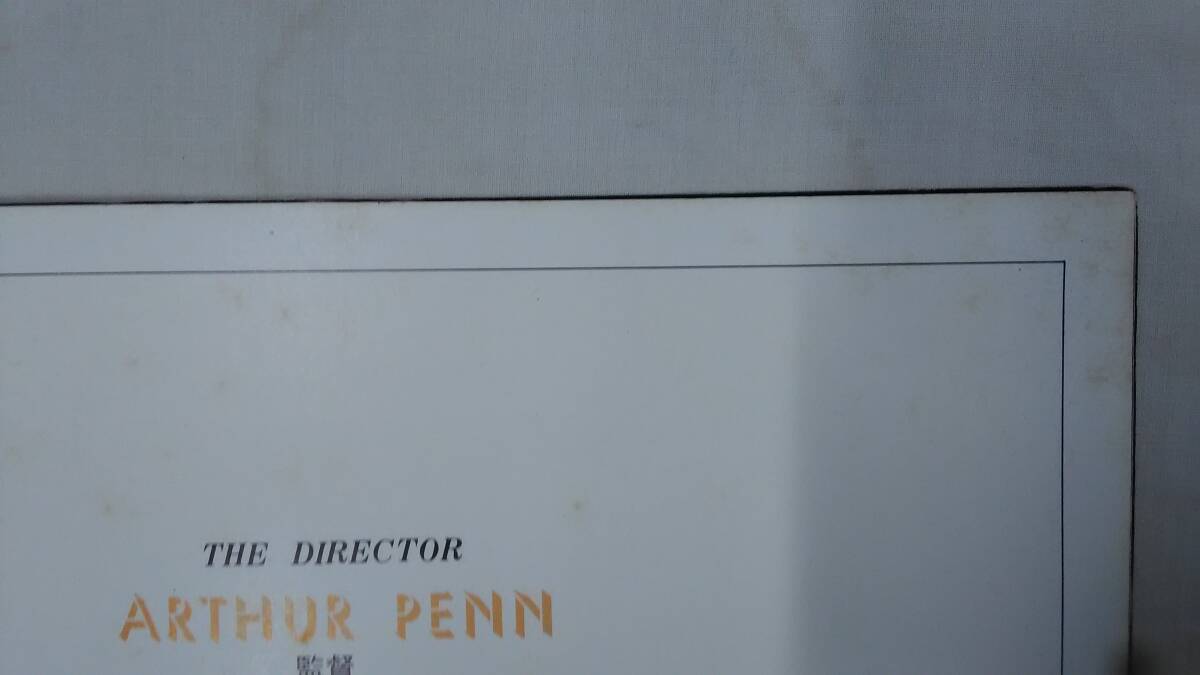 THE DIRECTOR
ARTHUR PENN
監督